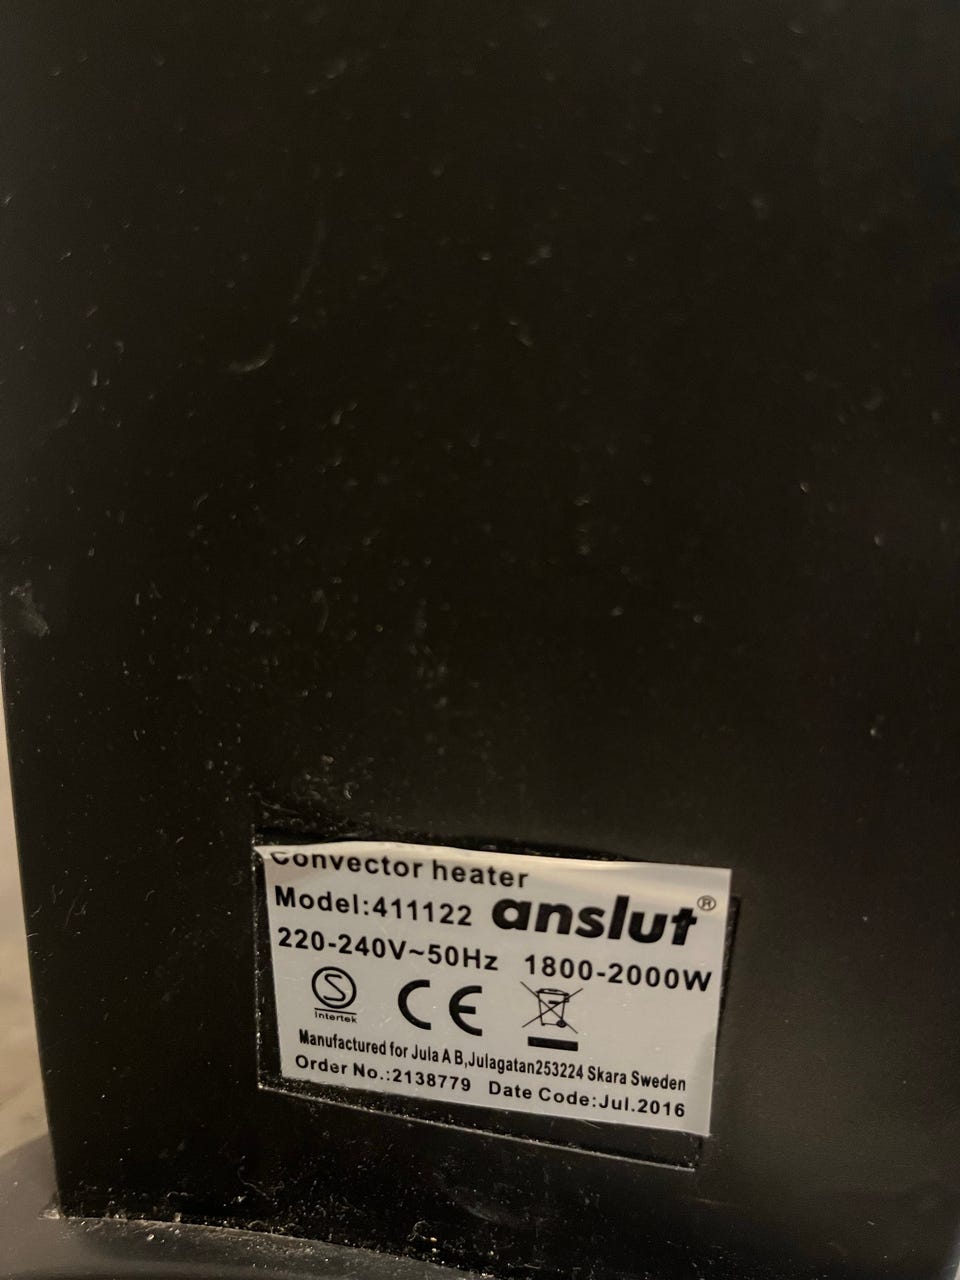 Convector heater
Model:411122 anslut®
220-240V~50Hz 1800-2000W
S Intertek CE
Manufactured for Jula A B,Julagatan253224 Skara Sweden
Order No.:2138779 Date Code:Jul.2016